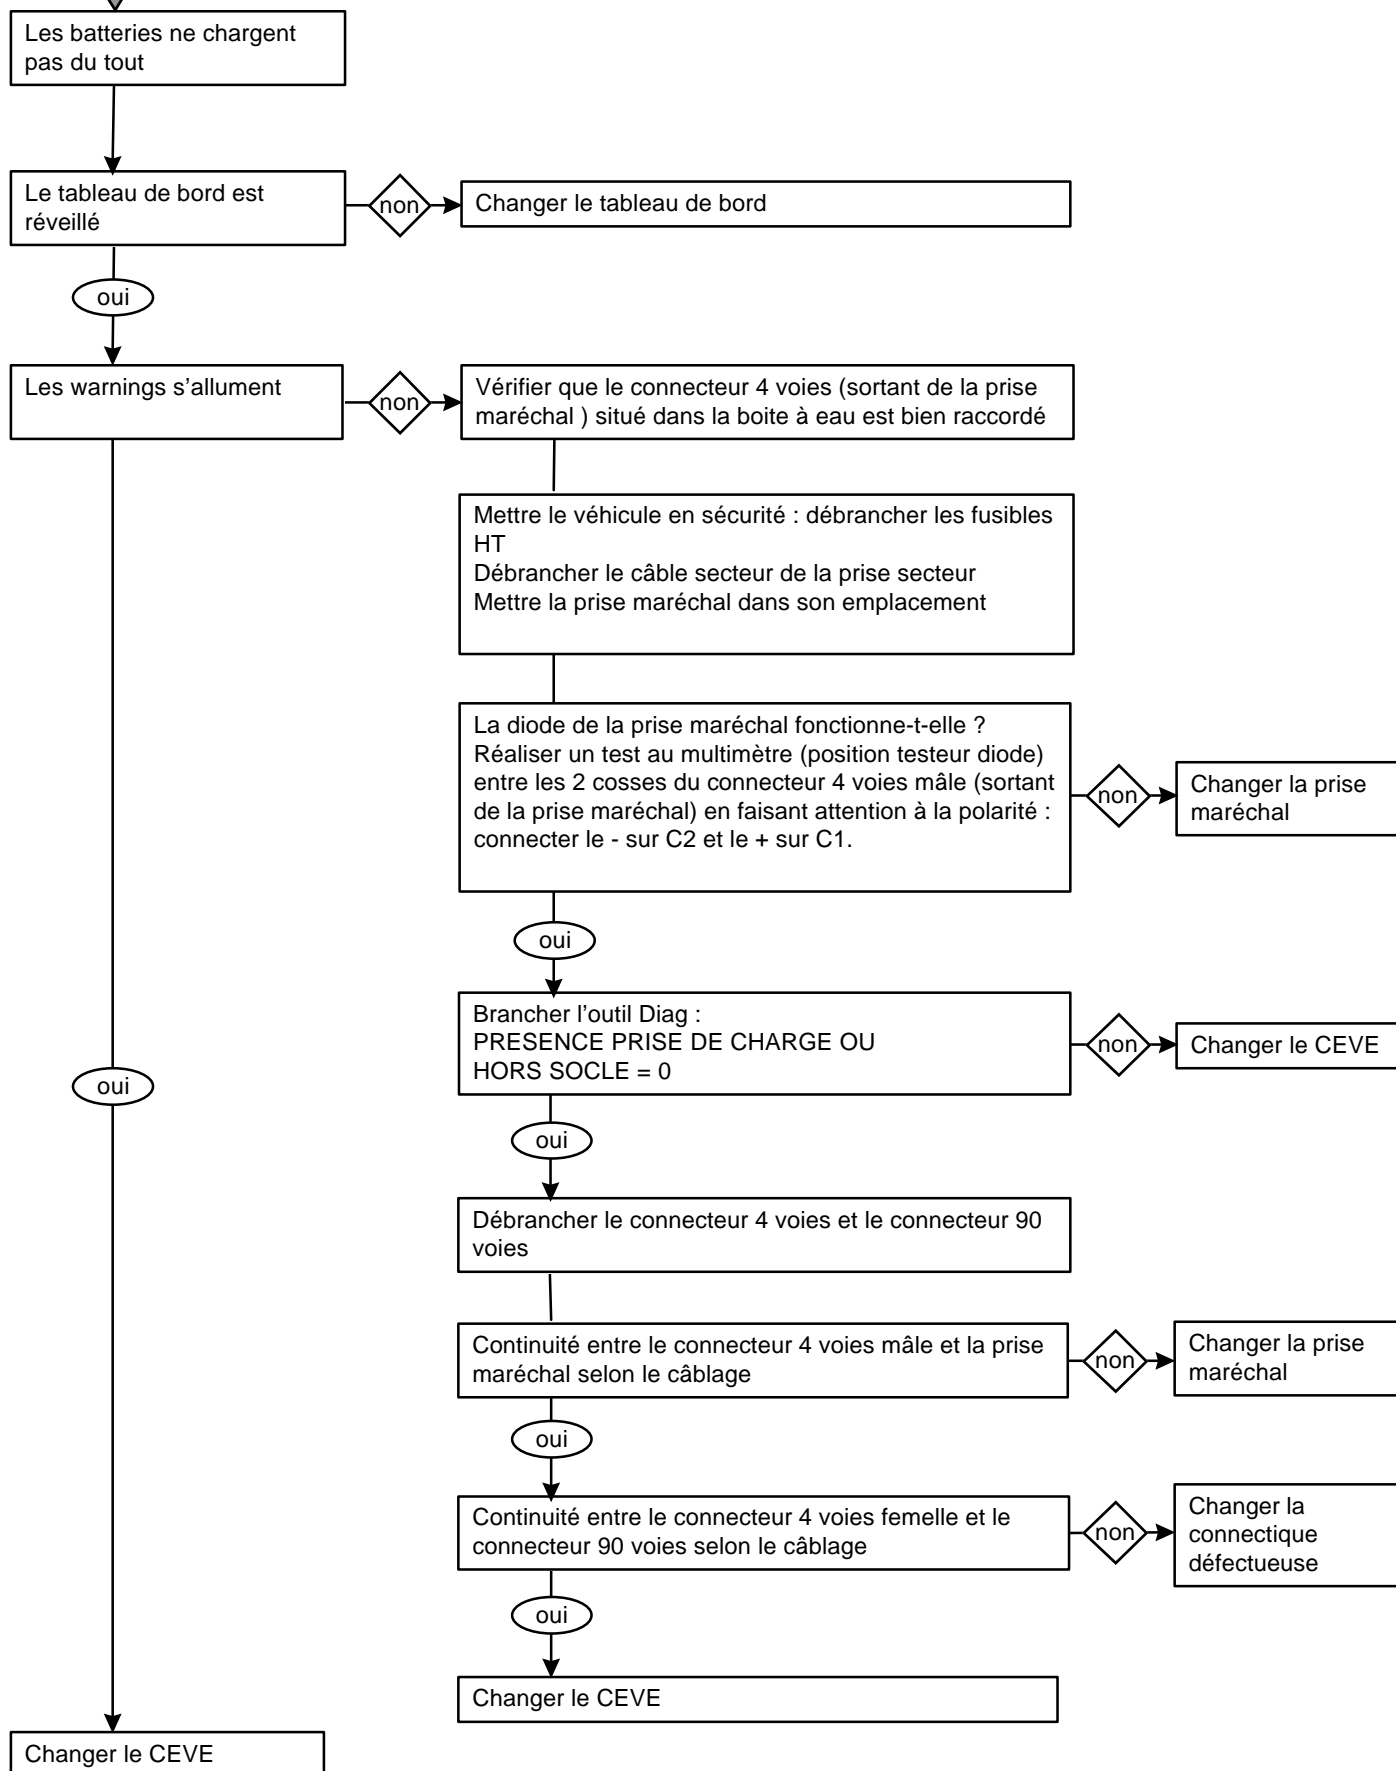 Les batteries ne chargent
pas du tout
Le tableau de bord est
réveillé
non
Changer le tableau de bord
oui
Les warnings s'allument
non
Vérifier que le connecteur 4 voies (sortant de la prise
maréchal ) situé dans la boite à eau est bien raccordé
Mettre le véhicule en sécurité : débrancher les fusibles
HT
Débrancher le câble secteur de la prise secteur
Mettre la prise maréchal dans son emplacement
La diode de la prise maréchal fonctionne-t-elle ?
Réaliser un test au multimètre (position testeur diode)
entre les 2 cosses du connecteur 4 voies mâle (sortant
de la prise maréchal) en faisant attention à la polarité :
connecter le - sur C2 et le + sur C1.
non
Changer la prise
maréchal
oui
Brancher l'outil Diag :
PRESENCE PRISE DE CHARGE OU
HORS SOCLE = 0
non
Changer le CEVE
oui
oui
Débrancher le connecteur 4 voies et le connecteur 90
voies
Continuité entre le connecteur 4 voies mâle et la prise
maréchal selon le câblage
non
Changer la prise
maréchal
oui
Continuité entre le connecteur 4 voies femelle et le
connecteur 90 voies selon le câblage
non
Changer la
connectique
défectueuse
oui
Changer le CEVE
Changer le CEVE